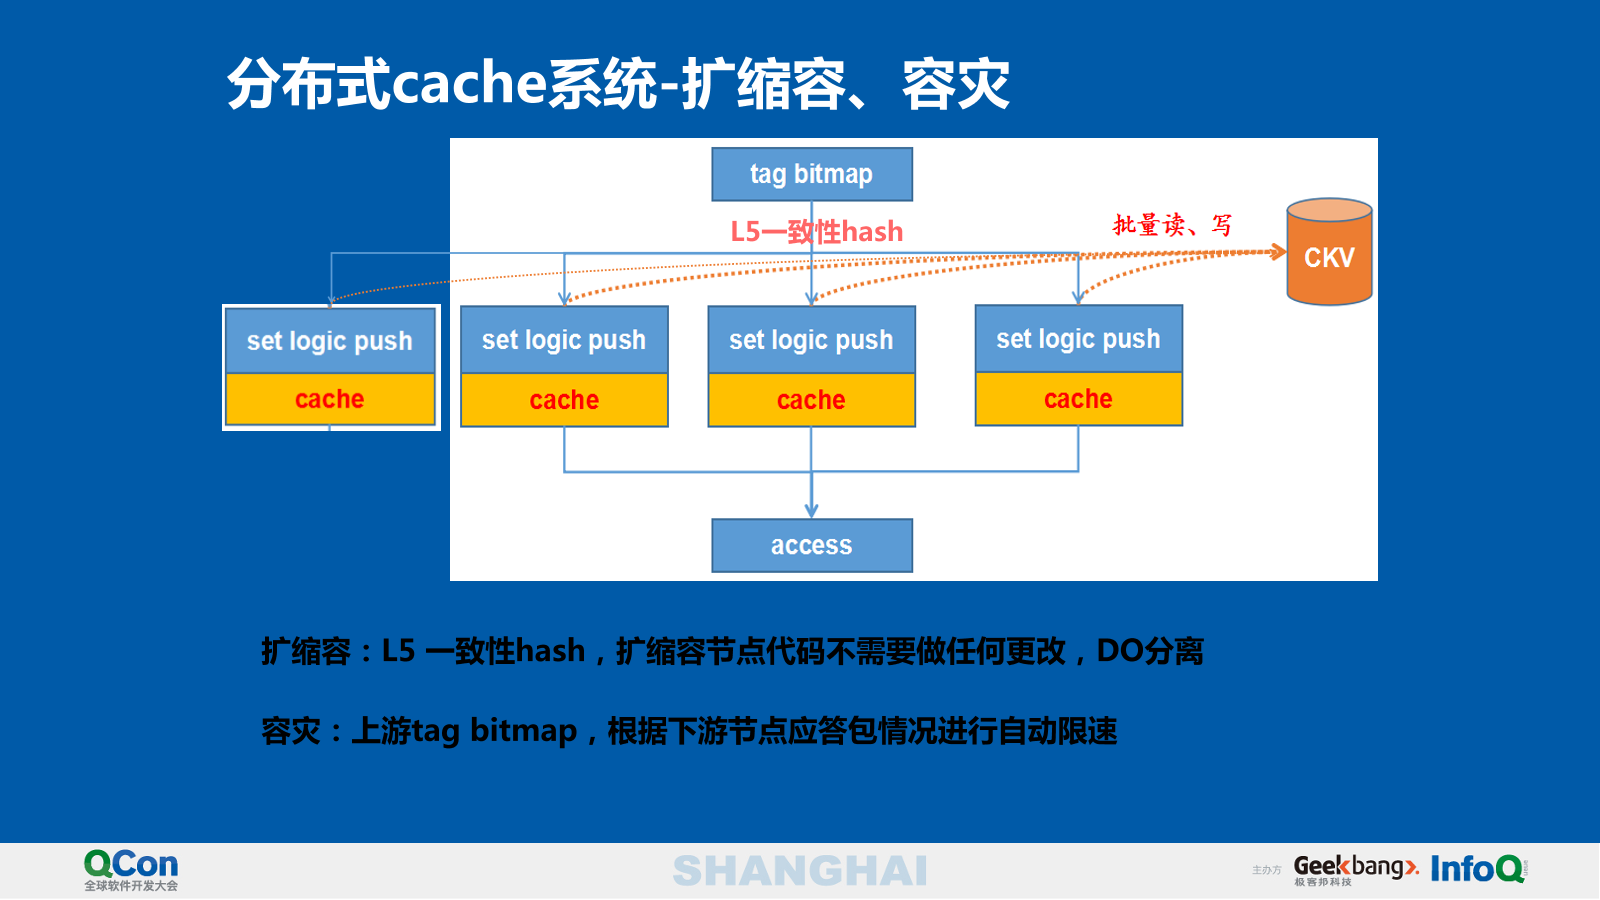 分布式cache系统-扩缩容、容灾
tag bitmap
L5一致性hash
批量读、写
CKV
set logic push
cache
set logic push
cache
set logic push
cache
set logic push
cache
access
扩缩容：L5 一致性hash，扩缩容节点代码不需要做任何更改，DO分离
容灾：上游tag bitmap，根据下游节点应答包情况进行自动限速
QCon
全球软件开发大会
SHANGHAI
主办方
Geekbang
极客邦科技
InfoQ